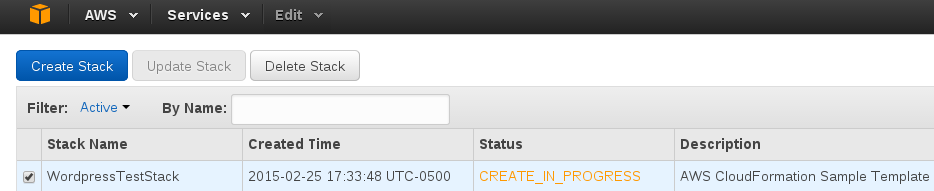 AWS Services Edit
Create Stack Update Stack Delete Stack
Filter: Active By Name:
Stack Name Created Time Status Description
WordpressTestStack 2015-02-25 17:33:48 UTC-0500 CREATE_IN_PROGRESS AWS CloudFormation Sample Template